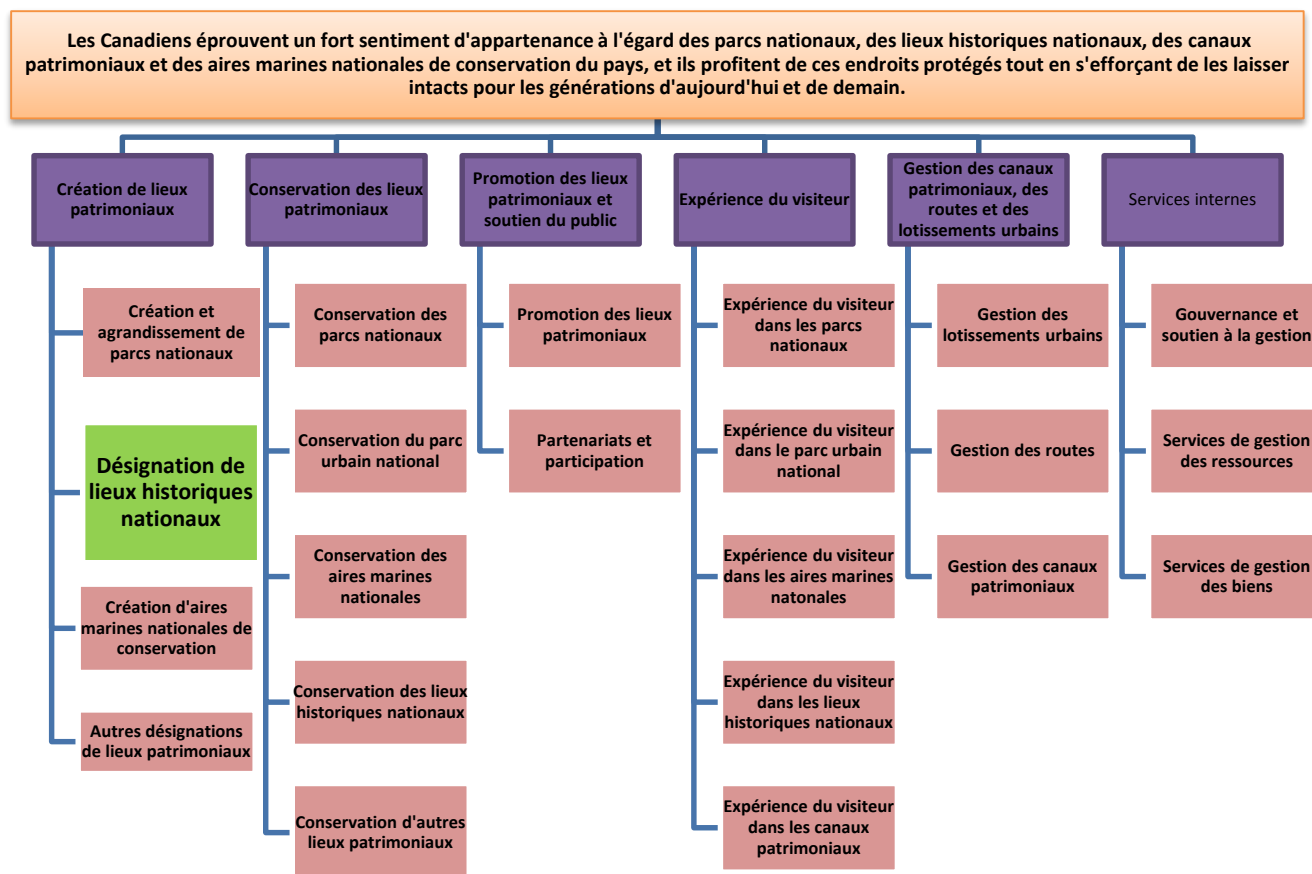 Les Canadiens éprouvent un fort sentiment d'appartenance à l'égard des parcs nationaux, des lieux historiques nationaux, des canaux
patrimoniaux et des aires marines nationales de conservation du pays, et ils profitent de ces endroits protégés tout en s'efforçant de les laisser
intacts pour les générations d'aujourd'hui et de demain.
Création de lieux
patrimoniaux
Conservation des lieux
patrimoniaux
Promotion des lieux
patrimoniaux et
soutien du public
Expérience du visiteur
Gestion des canaux
patrimoniaux, des
routes et des
lotissements urbains
Services internes
Création et
agrandissement de
parcs nationaux
Désignation de
lieux historiques
nationaux
Création d'aires
marines nationales de
conservation
Autres désignations
de lieux patrimoniaux
Conservation des
parcs nationaux
Conservation du parc
urbain national
Conservation des
aires marines
nationales
Conservation des lieux
historiques nationaux
Conservation d'autres
lieux patrimoniaux
Promotion des lieux
patrimoniaux
Partenariats et
participation
Expérience du visiteur
dans les parcs
nationaux
Expérience du visiteur
dans le parc urbain
national
Expérience du visiteur
dans les aires marines
natonales
Expérience du visiteur
dans les lieux
historiques nationaux
Expérience du visiteur
dans les canaux
patrimoniaux
Gestion des
lotissements urbains
Gestion des routes
Gestion des canaux
patrimoniaux
Gouvernance et
soutien à la gestion
Services de gestion
des ressources
Services de gestion
des biens